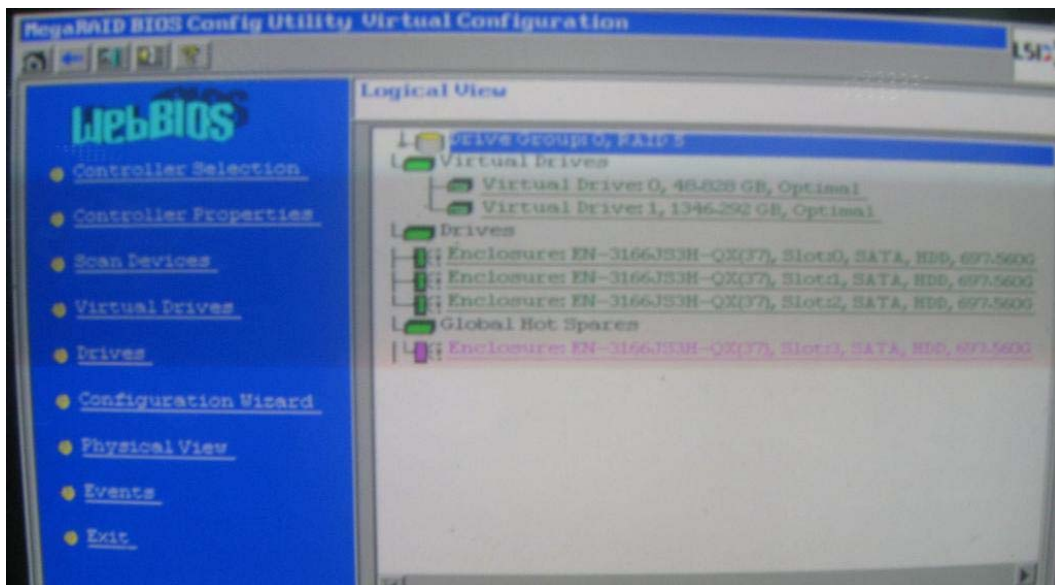 MegaRAID BIOS Config Utility Virtual Configuration
LSI
WebBIOS
Controller Selection
Controller Properties
Scan Devices
Virtual Drives
Drives
Configuration Wizard
Physical View
Events
Exit
Logical View
Drive Group: 0, RAID 5
Virtual Drives
Virtual Drive: 0, 48.828 GB, Optimal
Virtual Drive: 1, 1346.292 GB, Optimal
Drives
Enclosure: EN-3166JS3H-QX(37), Slot:0, SATA, HDD, 697.560G
Enclosure: EN-3166JS3H-QX(37), Slot:1, SATA, HDD, 697.560G
Enclosure: EN-3166JS3H-QX(37), Slot:2, SATA, HDD, 697.560G
Global Hot Spares
Enclosure: EN-3166JS3H-QX(37), Slot:3, SATA, HDD, 697.560G